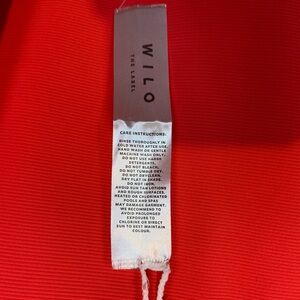 WILO
THE LABEL
CARE INSTRUCTIONS:
RINSE THOROUGHLY IN
COLD WATER AFTER USE.
HAND WASH OR GENTLE
MACHINE WASH ONLY.
DO NOT USE HARSH
DETERGENTS.
DO NOT BLEACH.
DO NOT TUMBLE DRY.
DO NOT DRYCLEAN.
DRY FLAT IN SHADE.
DO NOT IRON.
AVOID SUN TAN LOTIONS
AND ROUGH SURFACES.
HEATED OR CHLORINATED
POOLS AND SPAS
MAY DAMAGE GARMENT.
WE RECOMMEND TO
AVOID PROLONGED
EXPOSURE TO
CHLORINE OR DIRECT
SUN TO BEST MAINTAIN
COLOUR.